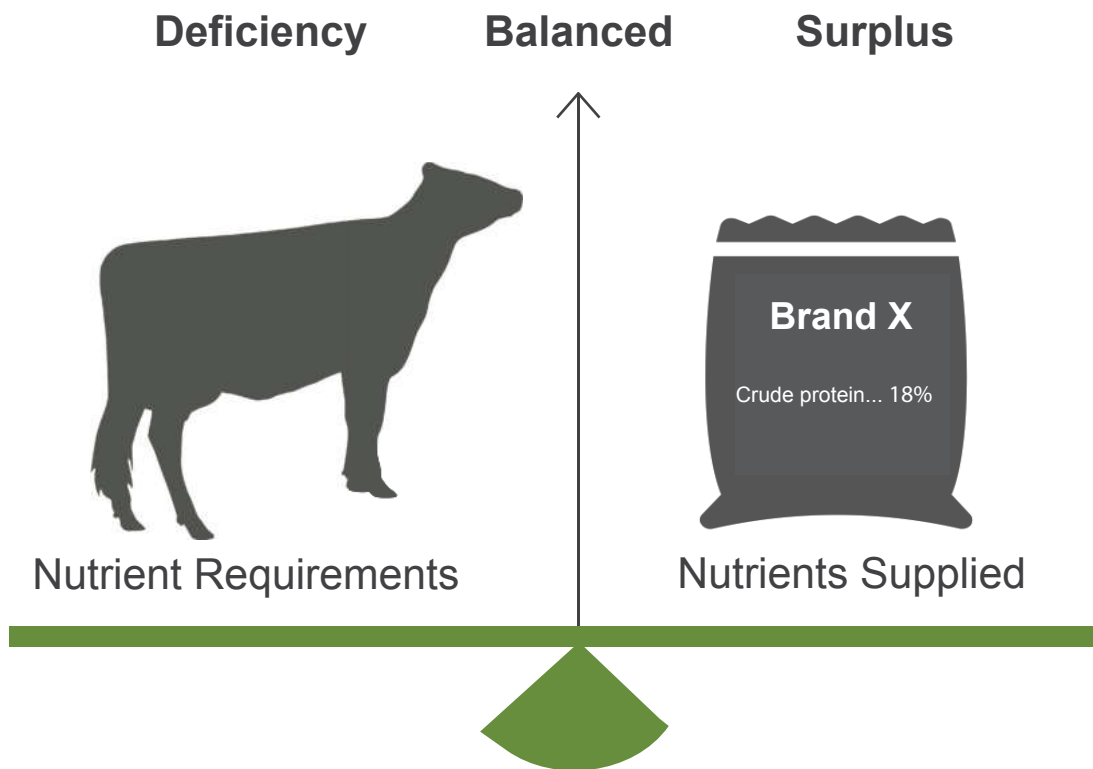 Deficiency Balanced Surplus
Brand X
Crude protein... 18%
Nutrient Requirements
Nutrients Supplied